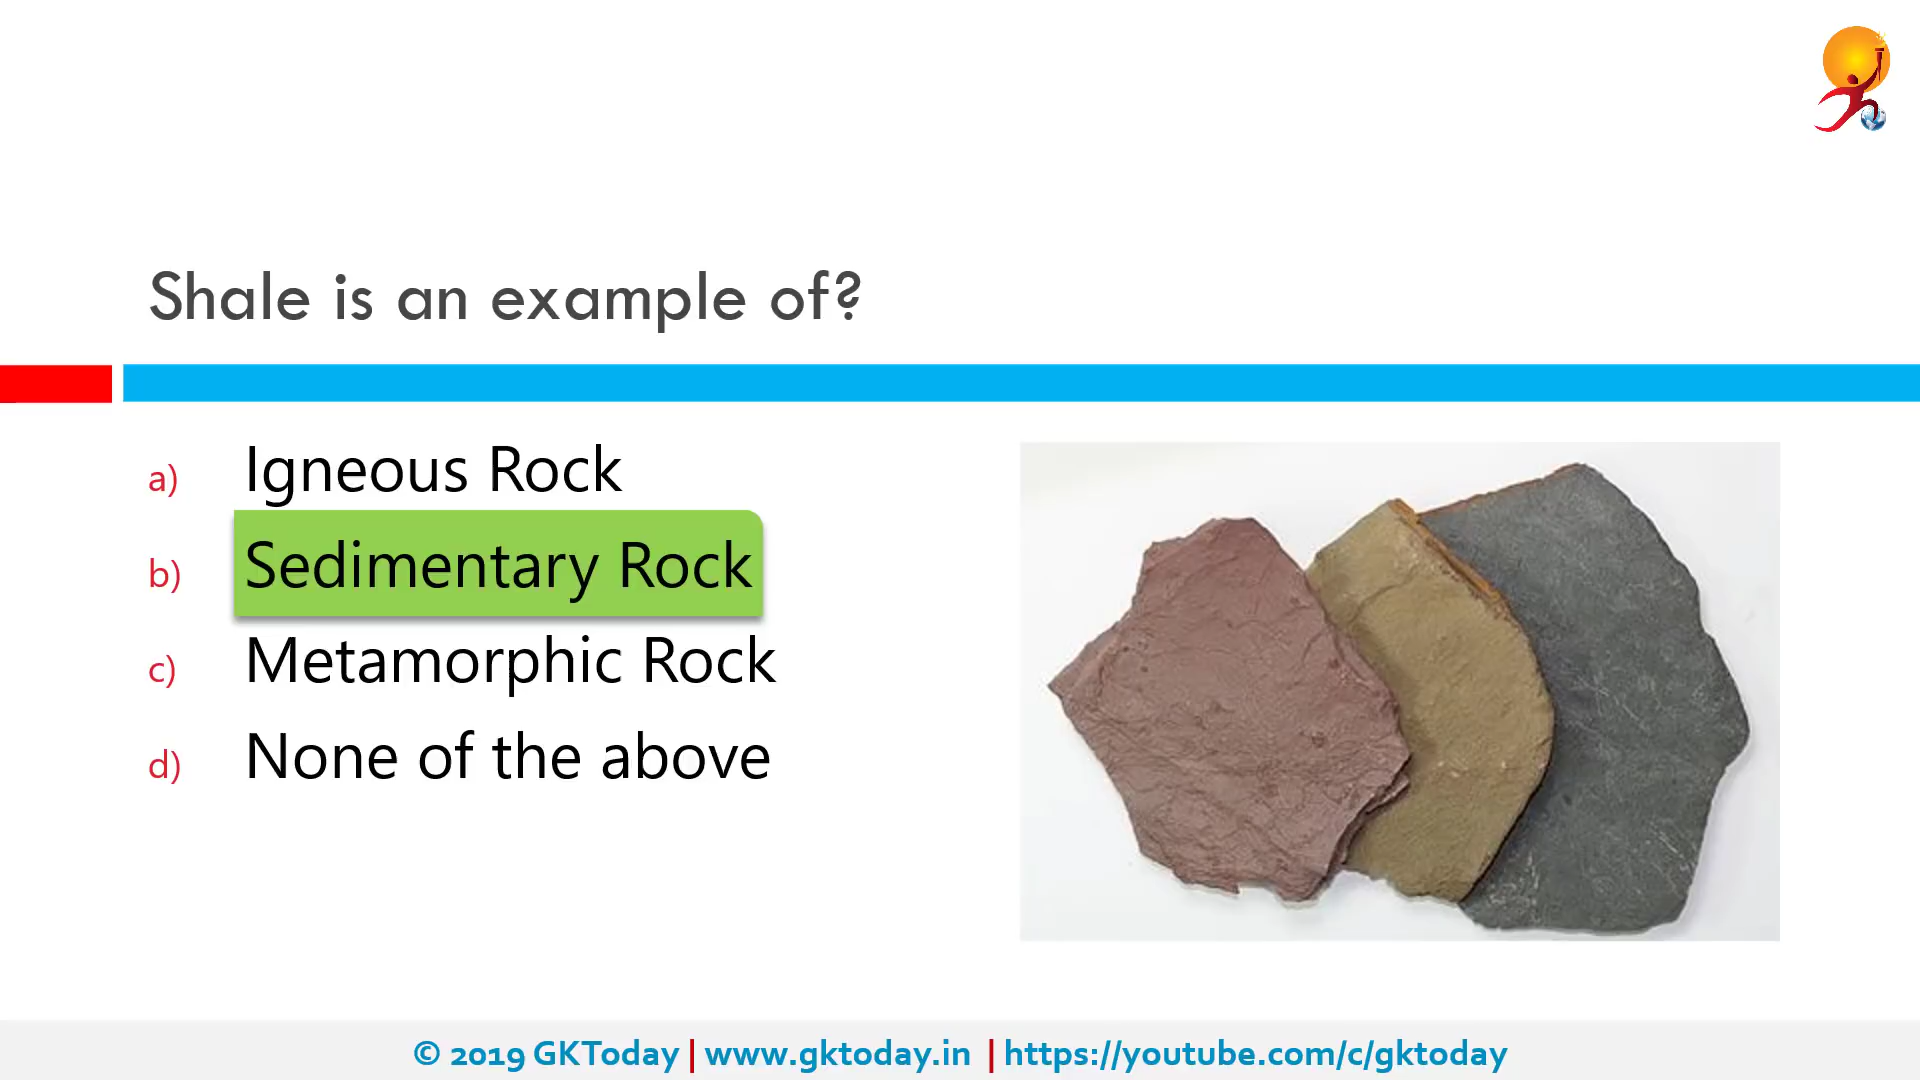 Shale is an example of?
a) Igneous Rock
b) Sedimentary Rock
c) Metamorphic Rock
d) None of the above
© 2019 GKToday | www.gktoday.in | https://youtube.com/c/gktoday